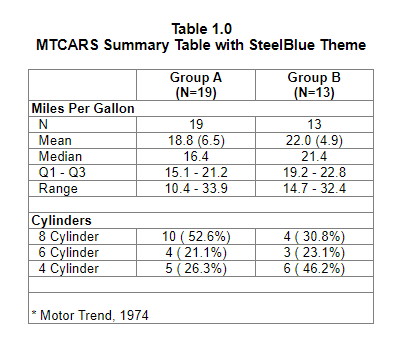 Table 1.0
MTCARS Summary Table with SteelBlue Theme
Group A Group B
(N=19) (N=13)
Miles Per Gallon
N 19 13
Mean 18.8 (6.5) 22.0 (4.9)
Median 16.4 21.4
Q1 - Q3 15.1 - 21.2 19.2 - 22.8
Range 10.4 - 33.9 14.7 - 32.4
Cylinders
8 Cylinder 10 ( 52.6%) 4 ( 30.8%)
6 Cylinder 4 ( 21.1%) 3 ( 23.1%)
4 Cylinder 5 ( 26.3%) 6 ( 46.2%)
* Motor Trend, 1974